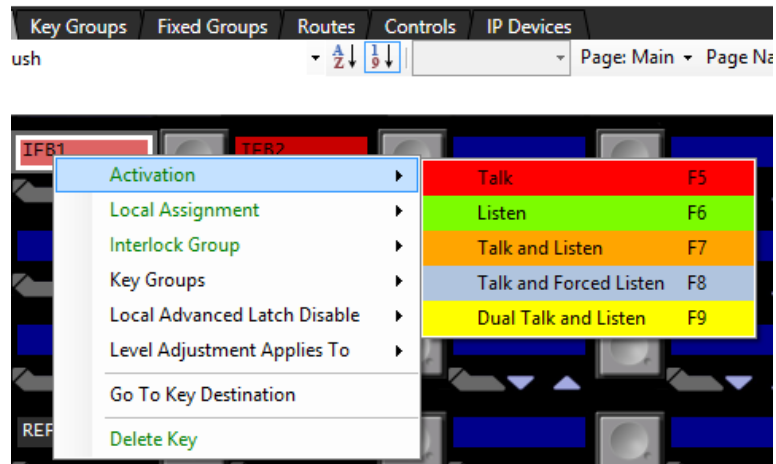 Key Groups Fixed Groups Routes Controls IP Devices
ush A Z 1 9 Page: Main Page Na
IFB1 IFB2
Activation
Local Assignment
Interlock Group
Key Groups
Local Advanced Latch Disable
Level Adjustment Applies To
Go To Key Destination
Delete Key
Talk F5
Listen F6
Talk and Listen F7
Talk and Forced Listen F8
Dual Talk and Listen F9
REF